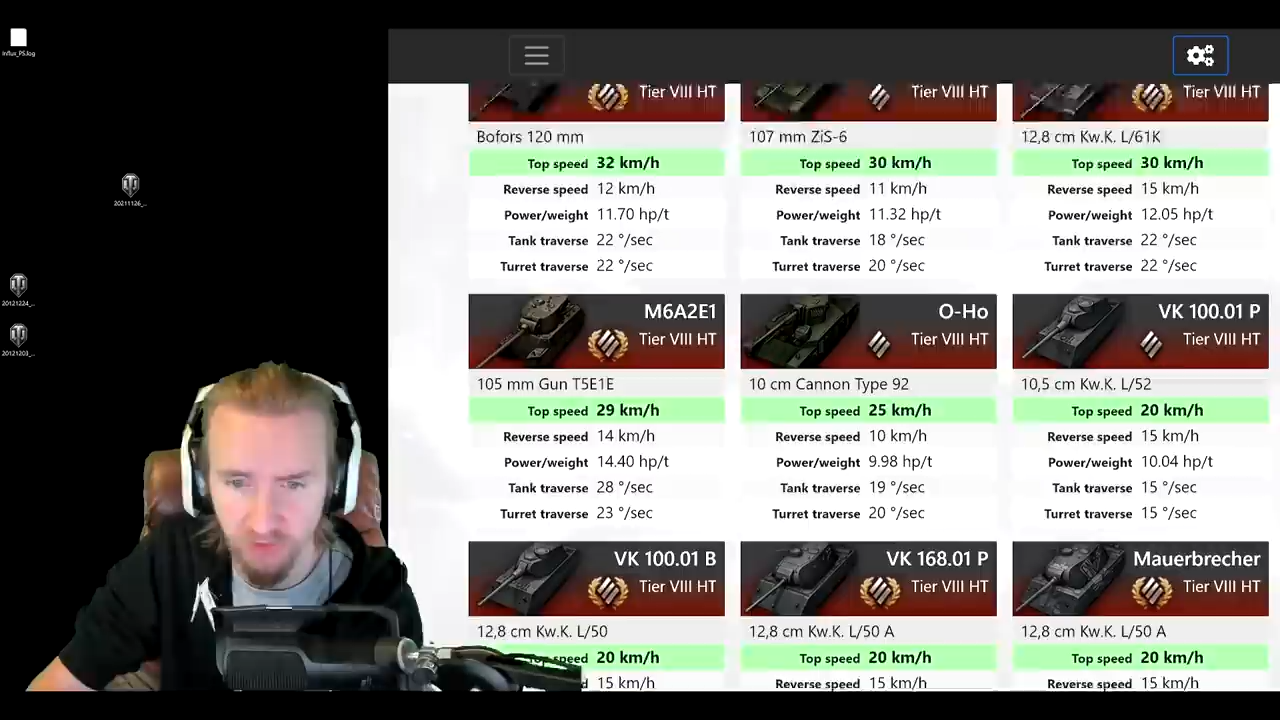 influx_PS.log
20211126_...
20121224_...
20121203_...
Tier VIII HT
Tier VIII HT
Tier VIII HT
Bofors 120 mm
Top speed 32 km/h
Reverse speed 12 km/h
Power/weight 11.70 hp/t
Tank traverse 22 °/sec
Turret traverse 22 °/sec
107 mm ZiS-6
Top speed 30 km/h
Reverse speed 11 km/h
Power/weight 11.32 hp/t
Tank traverse 18 °/sec
Turret traverse 20 °/sec
12,8 cm Kw.K. L/61K
Top speed 30 km/h
Reverse speed 15 km/h
Power/weight 12.05 hp/t
Tank traverse 22 °/sec
Turret traverse 22 °/sec
M6A2E1
Tier VIII HT
105 mm Gun T5E1E
Top speed 29 km/h
Reverse speed 14 km/h
Power/weight 14.40 hp/t
Tank traverse 28 °/sec
Turret traverse 23 °/sec
O-Ho
Tier VIII HT
10 cm Cannon Type 92
Top speed 25 km/h
Reverse speed 10 km/h
Power/weight 9.98 hp/t
Tank traverse 19 °/sec
Turret traverse 20 °/sec
VK 100.01 P
Tier VIII HT
10,5 cm Kw.K. L/52
Top speed 20 km/h
Reverse speed 15 km/h
Power/weight 10.04 hp/t
Tank traverse 15 °/sec
Turret traverse 15 °/sec
VK 100.01 B
Tier VIII HT
12,8 cm Kw.K. L/50
Top speed 20 km/h
15 km/h
VK 168.01 P
Tier VIII HT
12,8 cm Kw.K. L/50 A
Top speed 20 km/h
Reverse speed 15 km/h
Mauerbrecher
Tier VIII HT
12,8 cm Kw.K. L/50 A
Top speed 20 km/h
Reverse speed 15 km/h